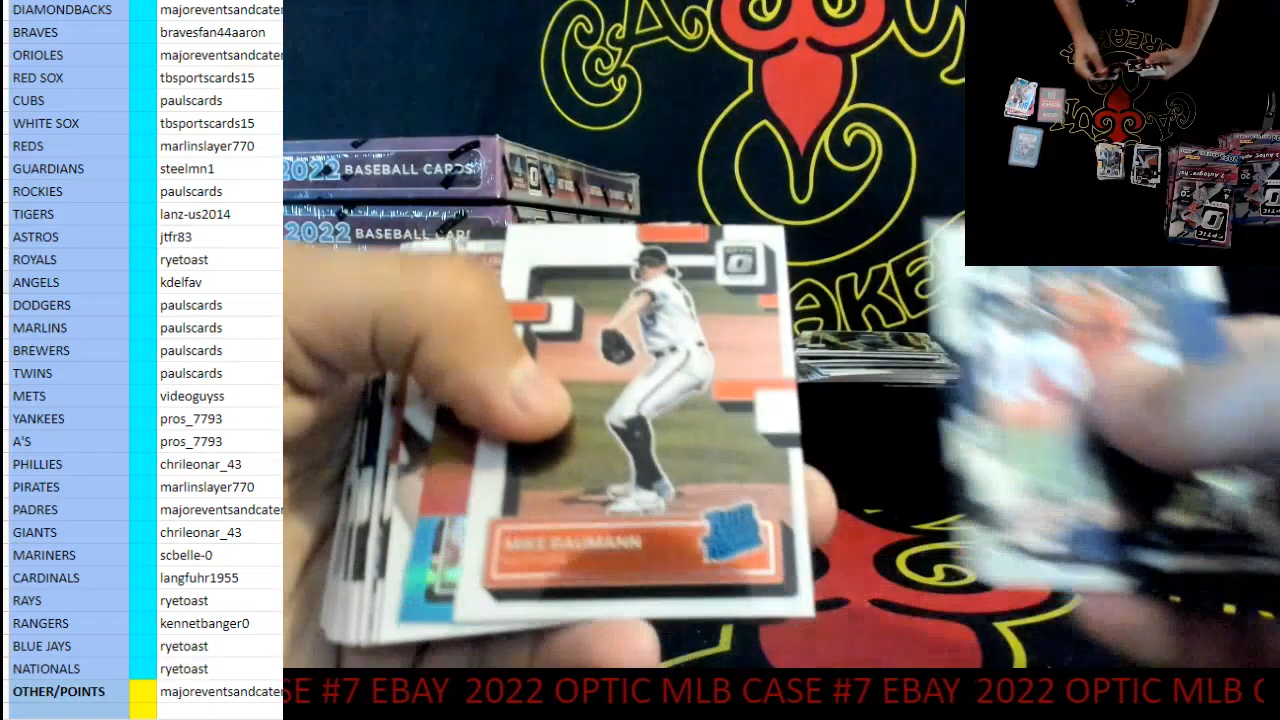 DIAMONDBACKS majoreventsandcater
BRAVES bravesfan44aaron
ORIOLES majoreventsandcater
RED SOX tbsportscards15
CUBS paulscards
WHITE SOX tbsportscards15
REDS marlinslayer770
GUARDIANS steelmn1
ROCKIES paulscards
TIGERS lanz-us2014
ASTROS jtfr83
ROYALS ryetoast
ANGELS kdelfav
DODGERS paulscards
MARLINS paulscards
BREWERS paulscards
TWINS paulscards
METS videoguyss
YANKEES pros_7793
A'S pros_7793
PHILLIES chrileonar_43
PIRATES marlinslayer770
PADRES majoreventsandcater
GIANTS chrileonar_43
MARINERS scbelle-0
CARDINALS langfuhr1955
RAYS ryetoast
RANGERS kennetbanger0
BLUE JAYS ryetoast
NATIONALS ryetoast
OTHER/POINTS majoreventsandcater
2022 BASEBALL CARDS
2022 BASEBALL CARDS
MIKE BAUMANN
SE #7 EBAY 2022 OPTIC MLB CASE #7 EBAY 2022 OPTIC MLB C